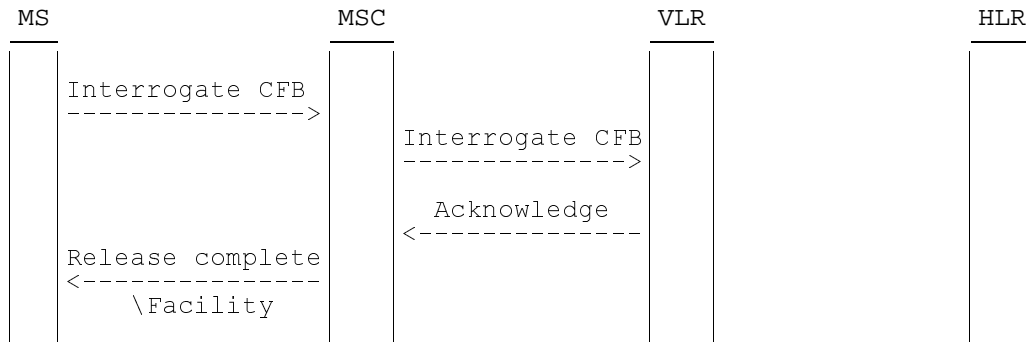 MS MSC VLR HLR
Interrogate CFB
--------------->
Interrogate CFB
-------------->
Acknowledge
<--------------
Release complete
<---------------
\Facility